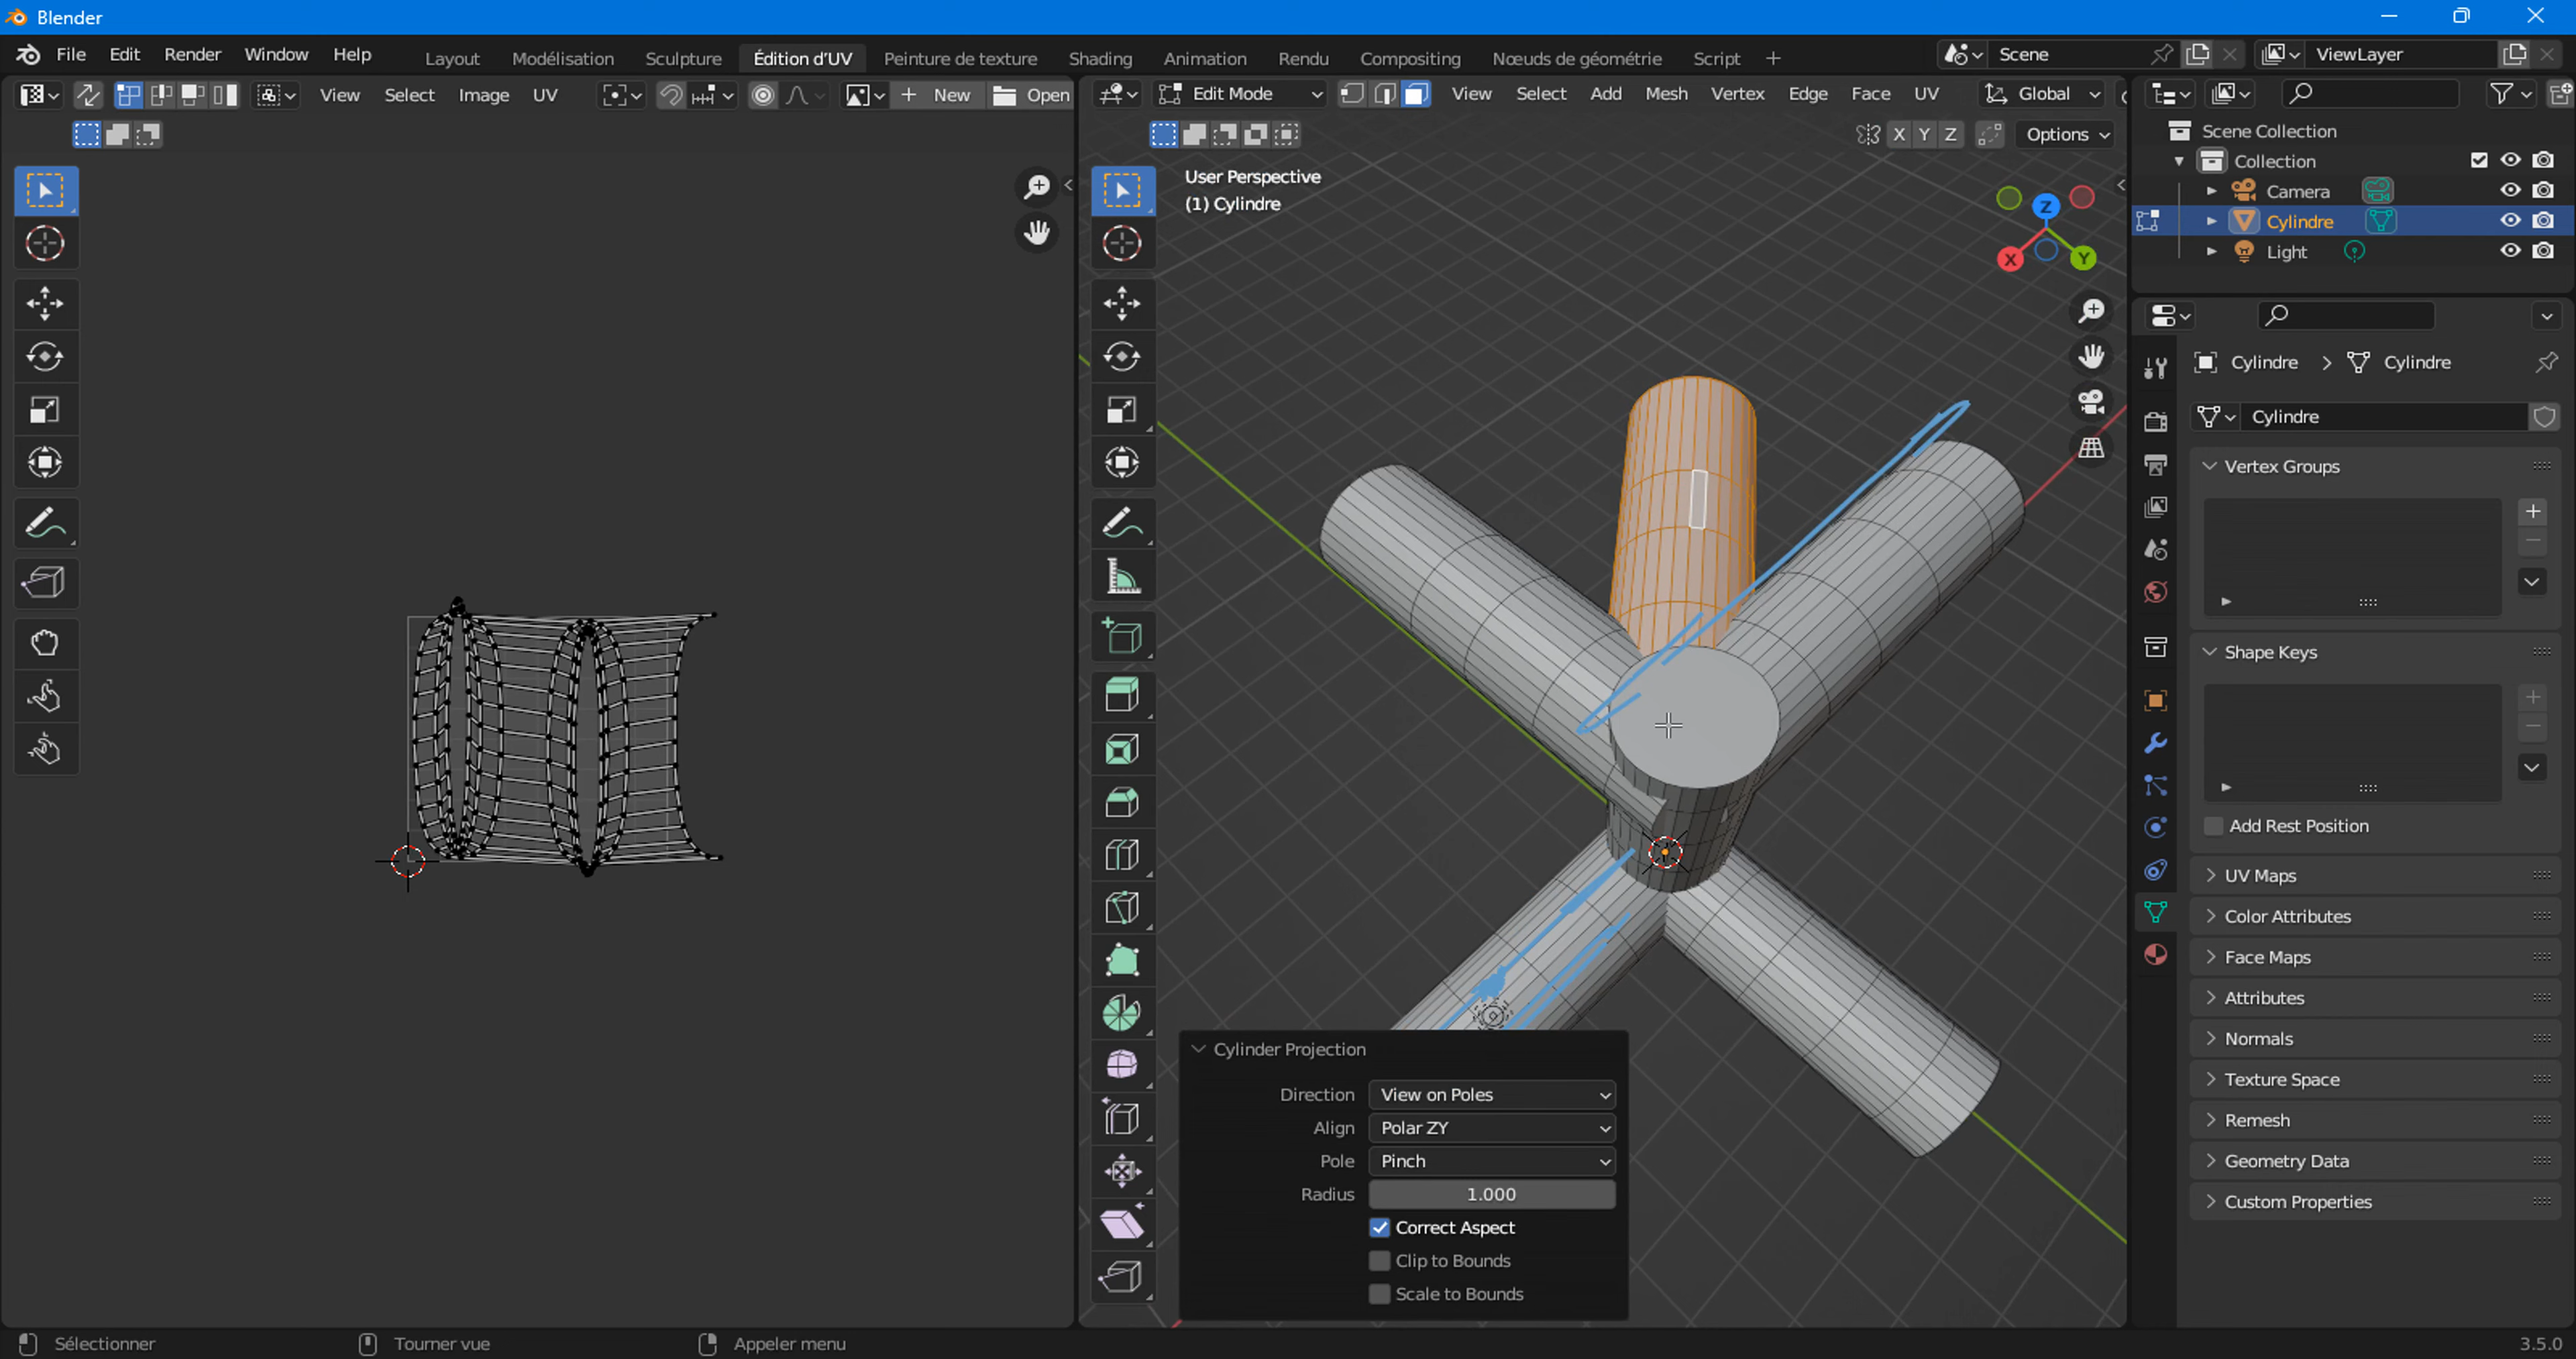 Blender
File Edit Render Window Help Layout Modélisation Sculpture Édition d'UV Peinture de texture Shading Animation Rendu Compositing Nœuds de géométrie Script + Scene ViewLayer
View Select Image UV + New Open
Edit Mode View Select Add Mesh Vertex Edge Face UV Global
X Y Z Options
User Perspective
(1) Cylindre
Z
X
Y
Cylinder Projection
Direction View on Poles
Align Polar ZY
Pole Pinch
Radius 1.000
Correct Aspect
Clip to Bounds
Scale to Bounds
Scene Collection
Collection
Camera
Cylindre
Light
Cylindre > Cylindre
Cylindre
Vertex Groups
Shape Keys
Add Rest Position
UV Maps
Color Attributes
Face Maps
Attributes
Normals
Texture Space
Remesh
Geometry Data
Custom Properties
Sélectionner Tourner vue Appeler menu 3.5.0